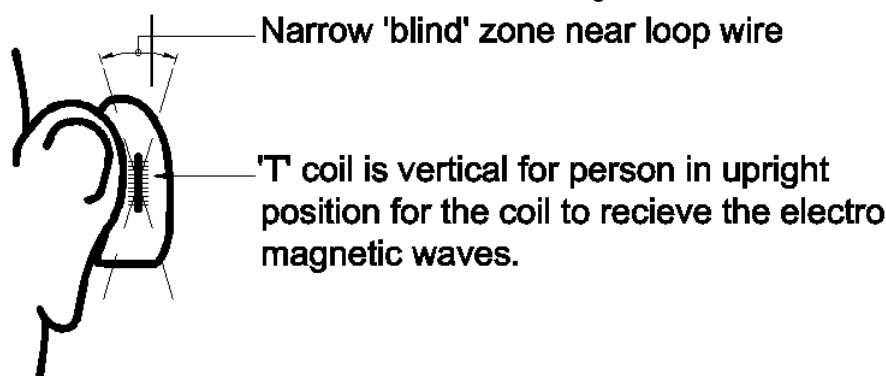 Narrow 'blind' zone near loop wire
'T' coil is vertical for person in upright
position for the coil to recieve the electro
magnetic waves.